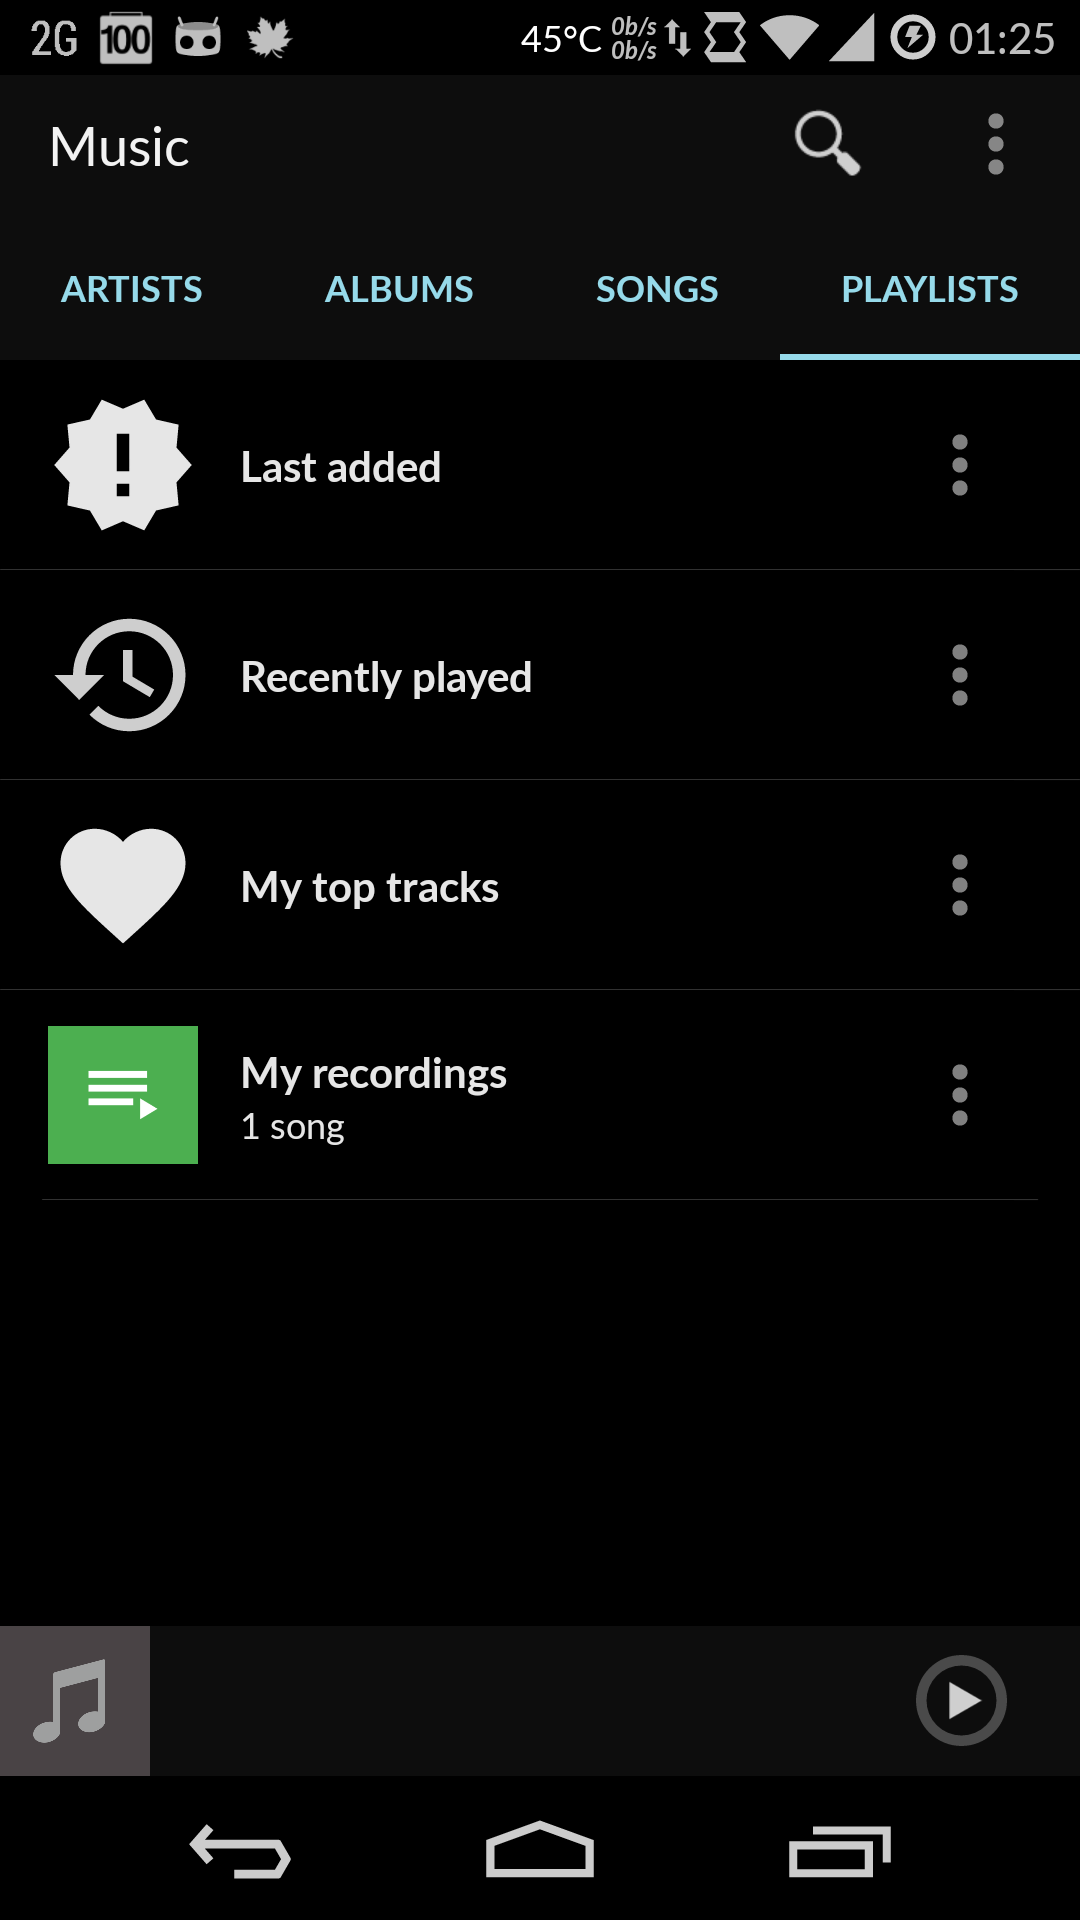 2G 100 45°C 0b/s 01:25
0b/s
Music
ARTISTS ALBUMS SONGS PLAYLISTS
Last added
Recently played
My top tracks
My recordings
1 song